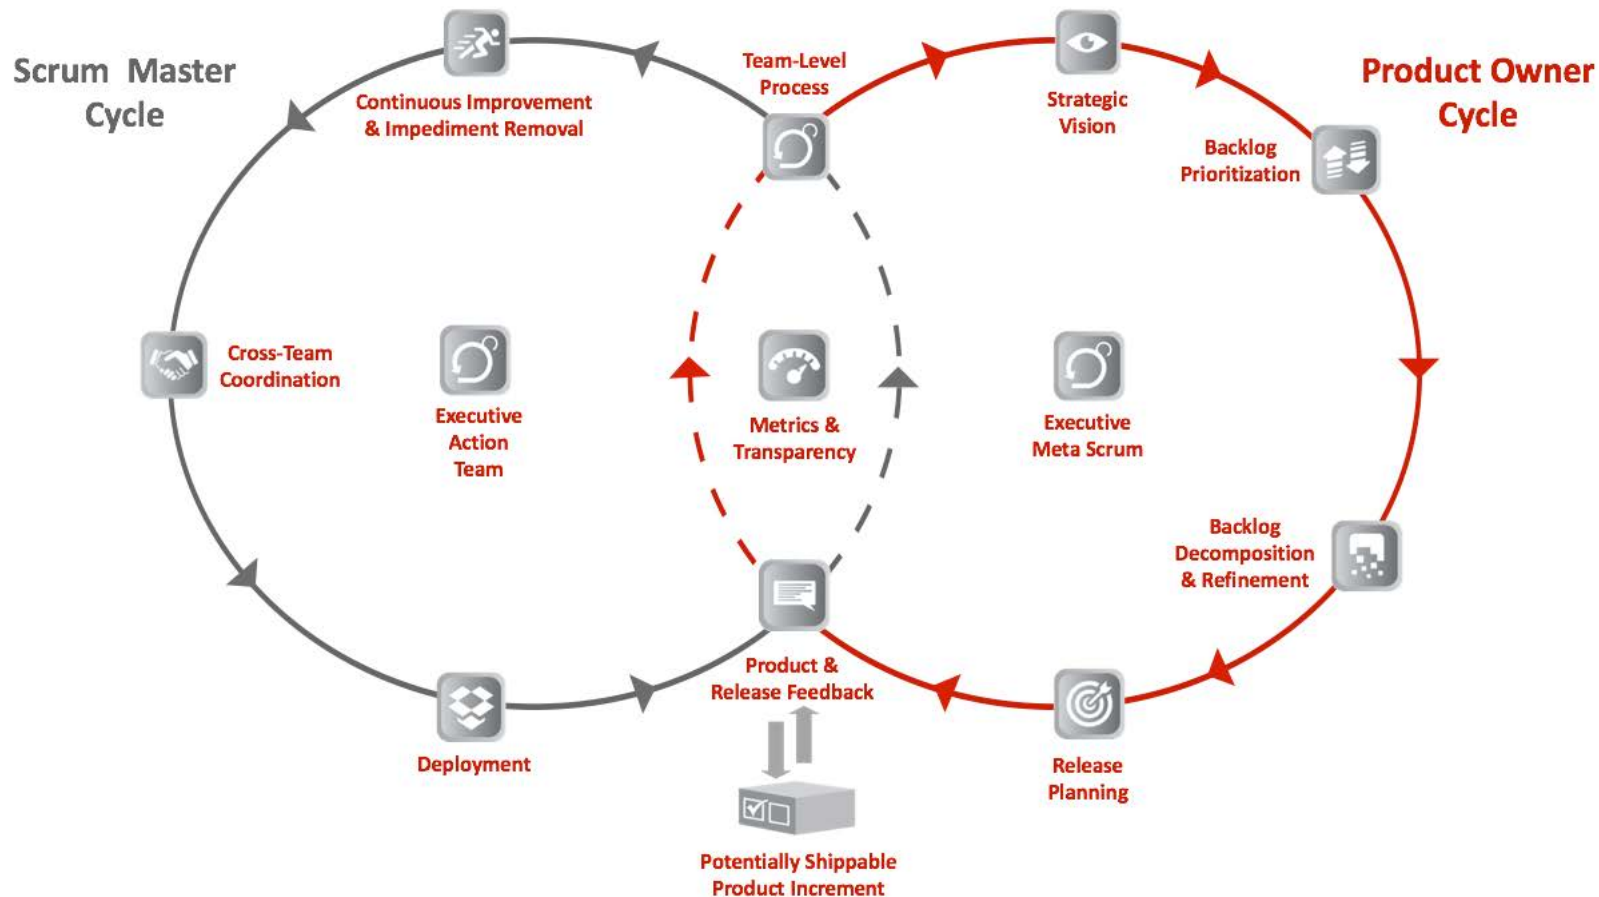 Scrum Master
Cycle
Continuous Improvement
& Impediment Removal
Team-Level
Process
Strategic
Vision
Product Owner
Cycle
Backlog
Prioritization
Cross-Team
Coordination
Executive
Action
Team
Metrics &
Transparency
Executive
Meta Scrum
Backlog
Decomposition
& Refinement
Deployment
Product &
Release Feedback
Release
Planning
Potentially Shippable
Product Increment